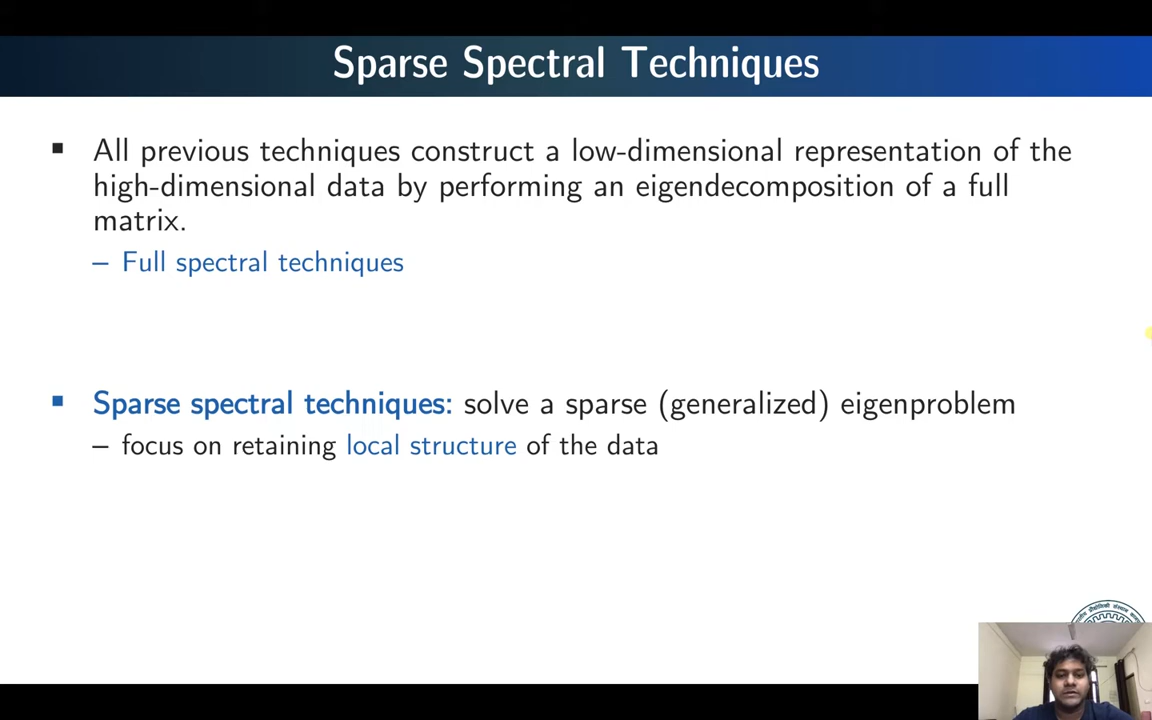 Sparse Spectral Techniques
▪ All previous techniques construct a low-dimensional representation of the
high-dimensional data by performing an eigendecomposition of a full
matrix.
– Full spectral techniques
▪ Sparse spectral techniques: solve a sparse (generalized) eigenproblem
– focus on retaining local structure of the data